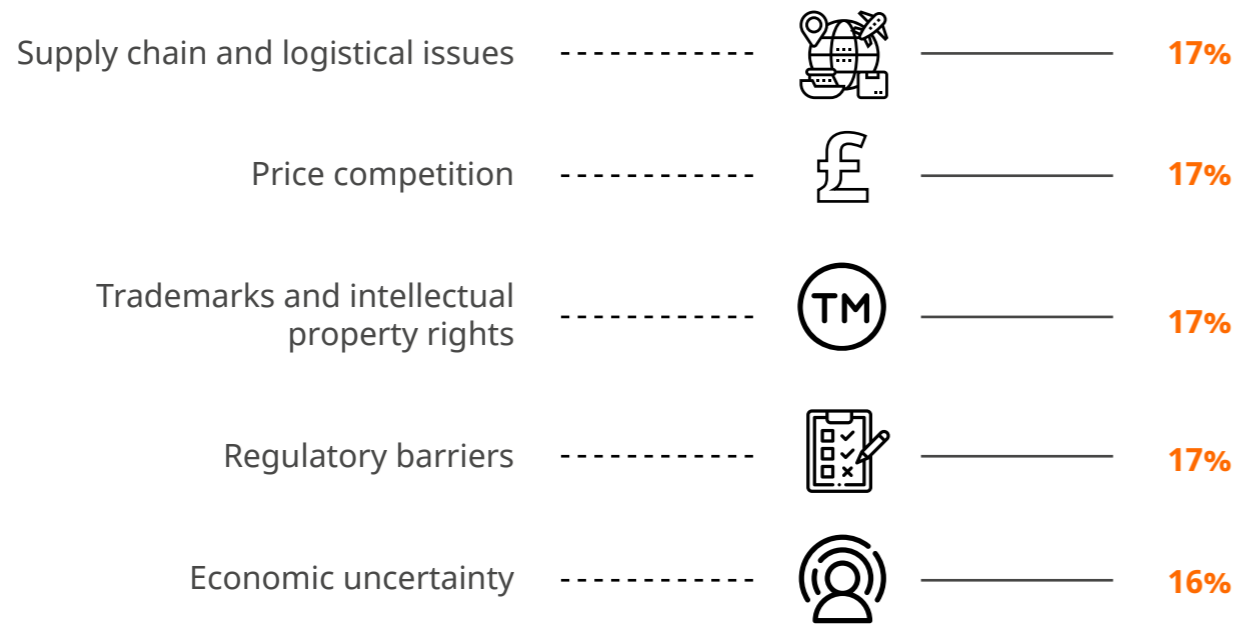 Supply chain and logistical issues 17%
Price competition £ 17%
Trademarks and intellectual
property rights TM 17%
Regulatory barriers 17%
Economic uncertainty 16%